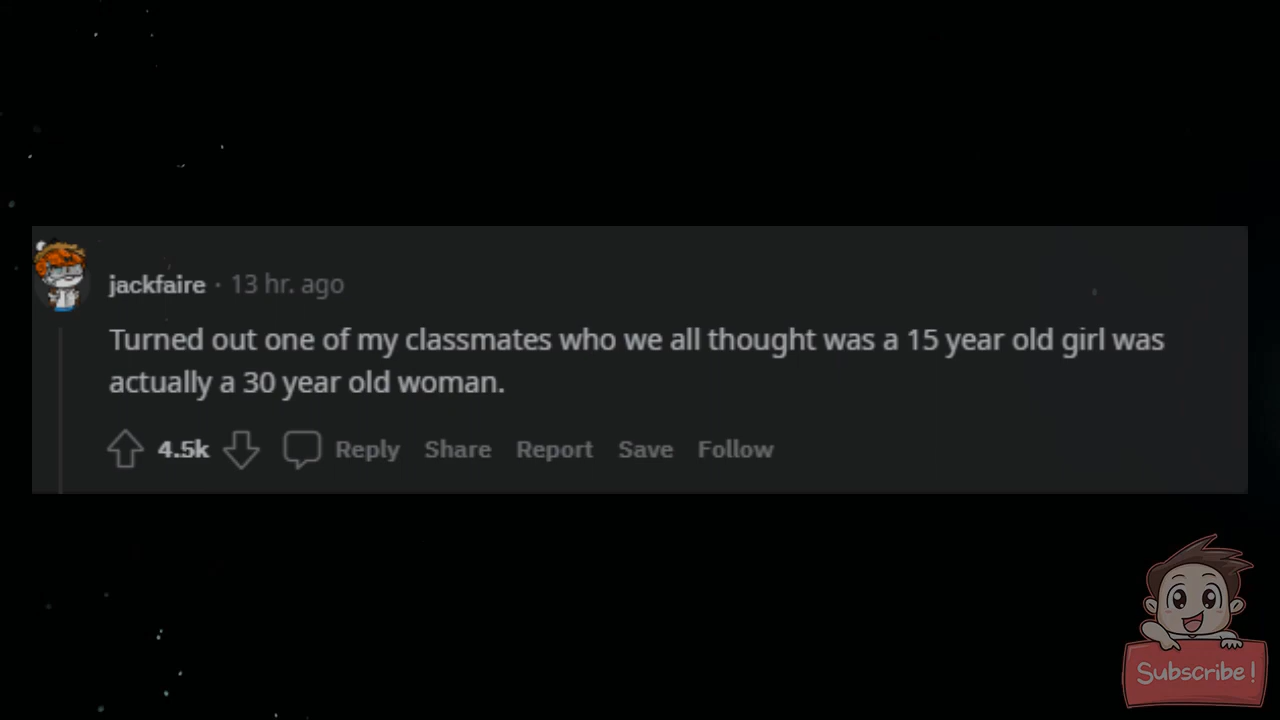 jackfaire · 13 hr. ago
Turned out one of my classmates who we all thought was a 15 year old girl was
actually a 30 year old woman.
4.5k Reply Share Report Save Follow
Subscribe!